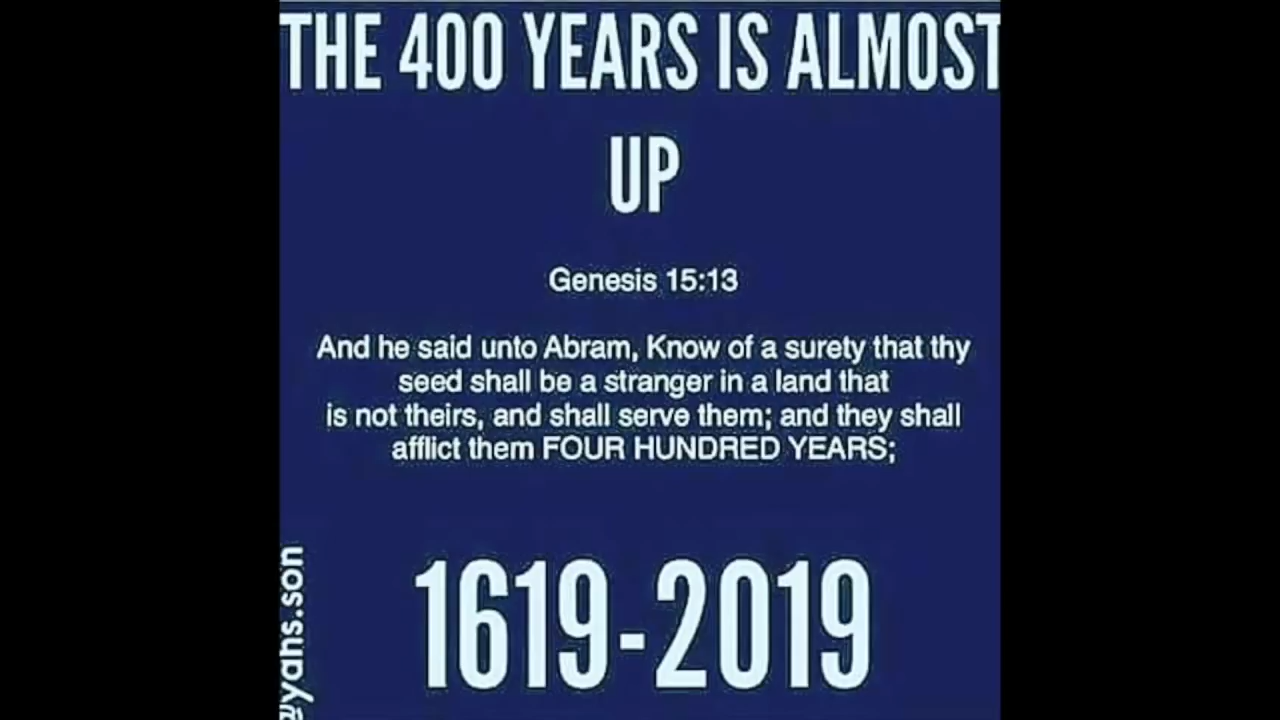 THE 400 YEARS IS ALMOST
UP
Genesis 15:13
And he said unto Abram, Know of a surety that thy
seed shall be a stranger in a land that
is not theirs, and shall serve them; and they shall
afflict them FOUR HUNDRED YEARS;
1619-2019
@yahs.son